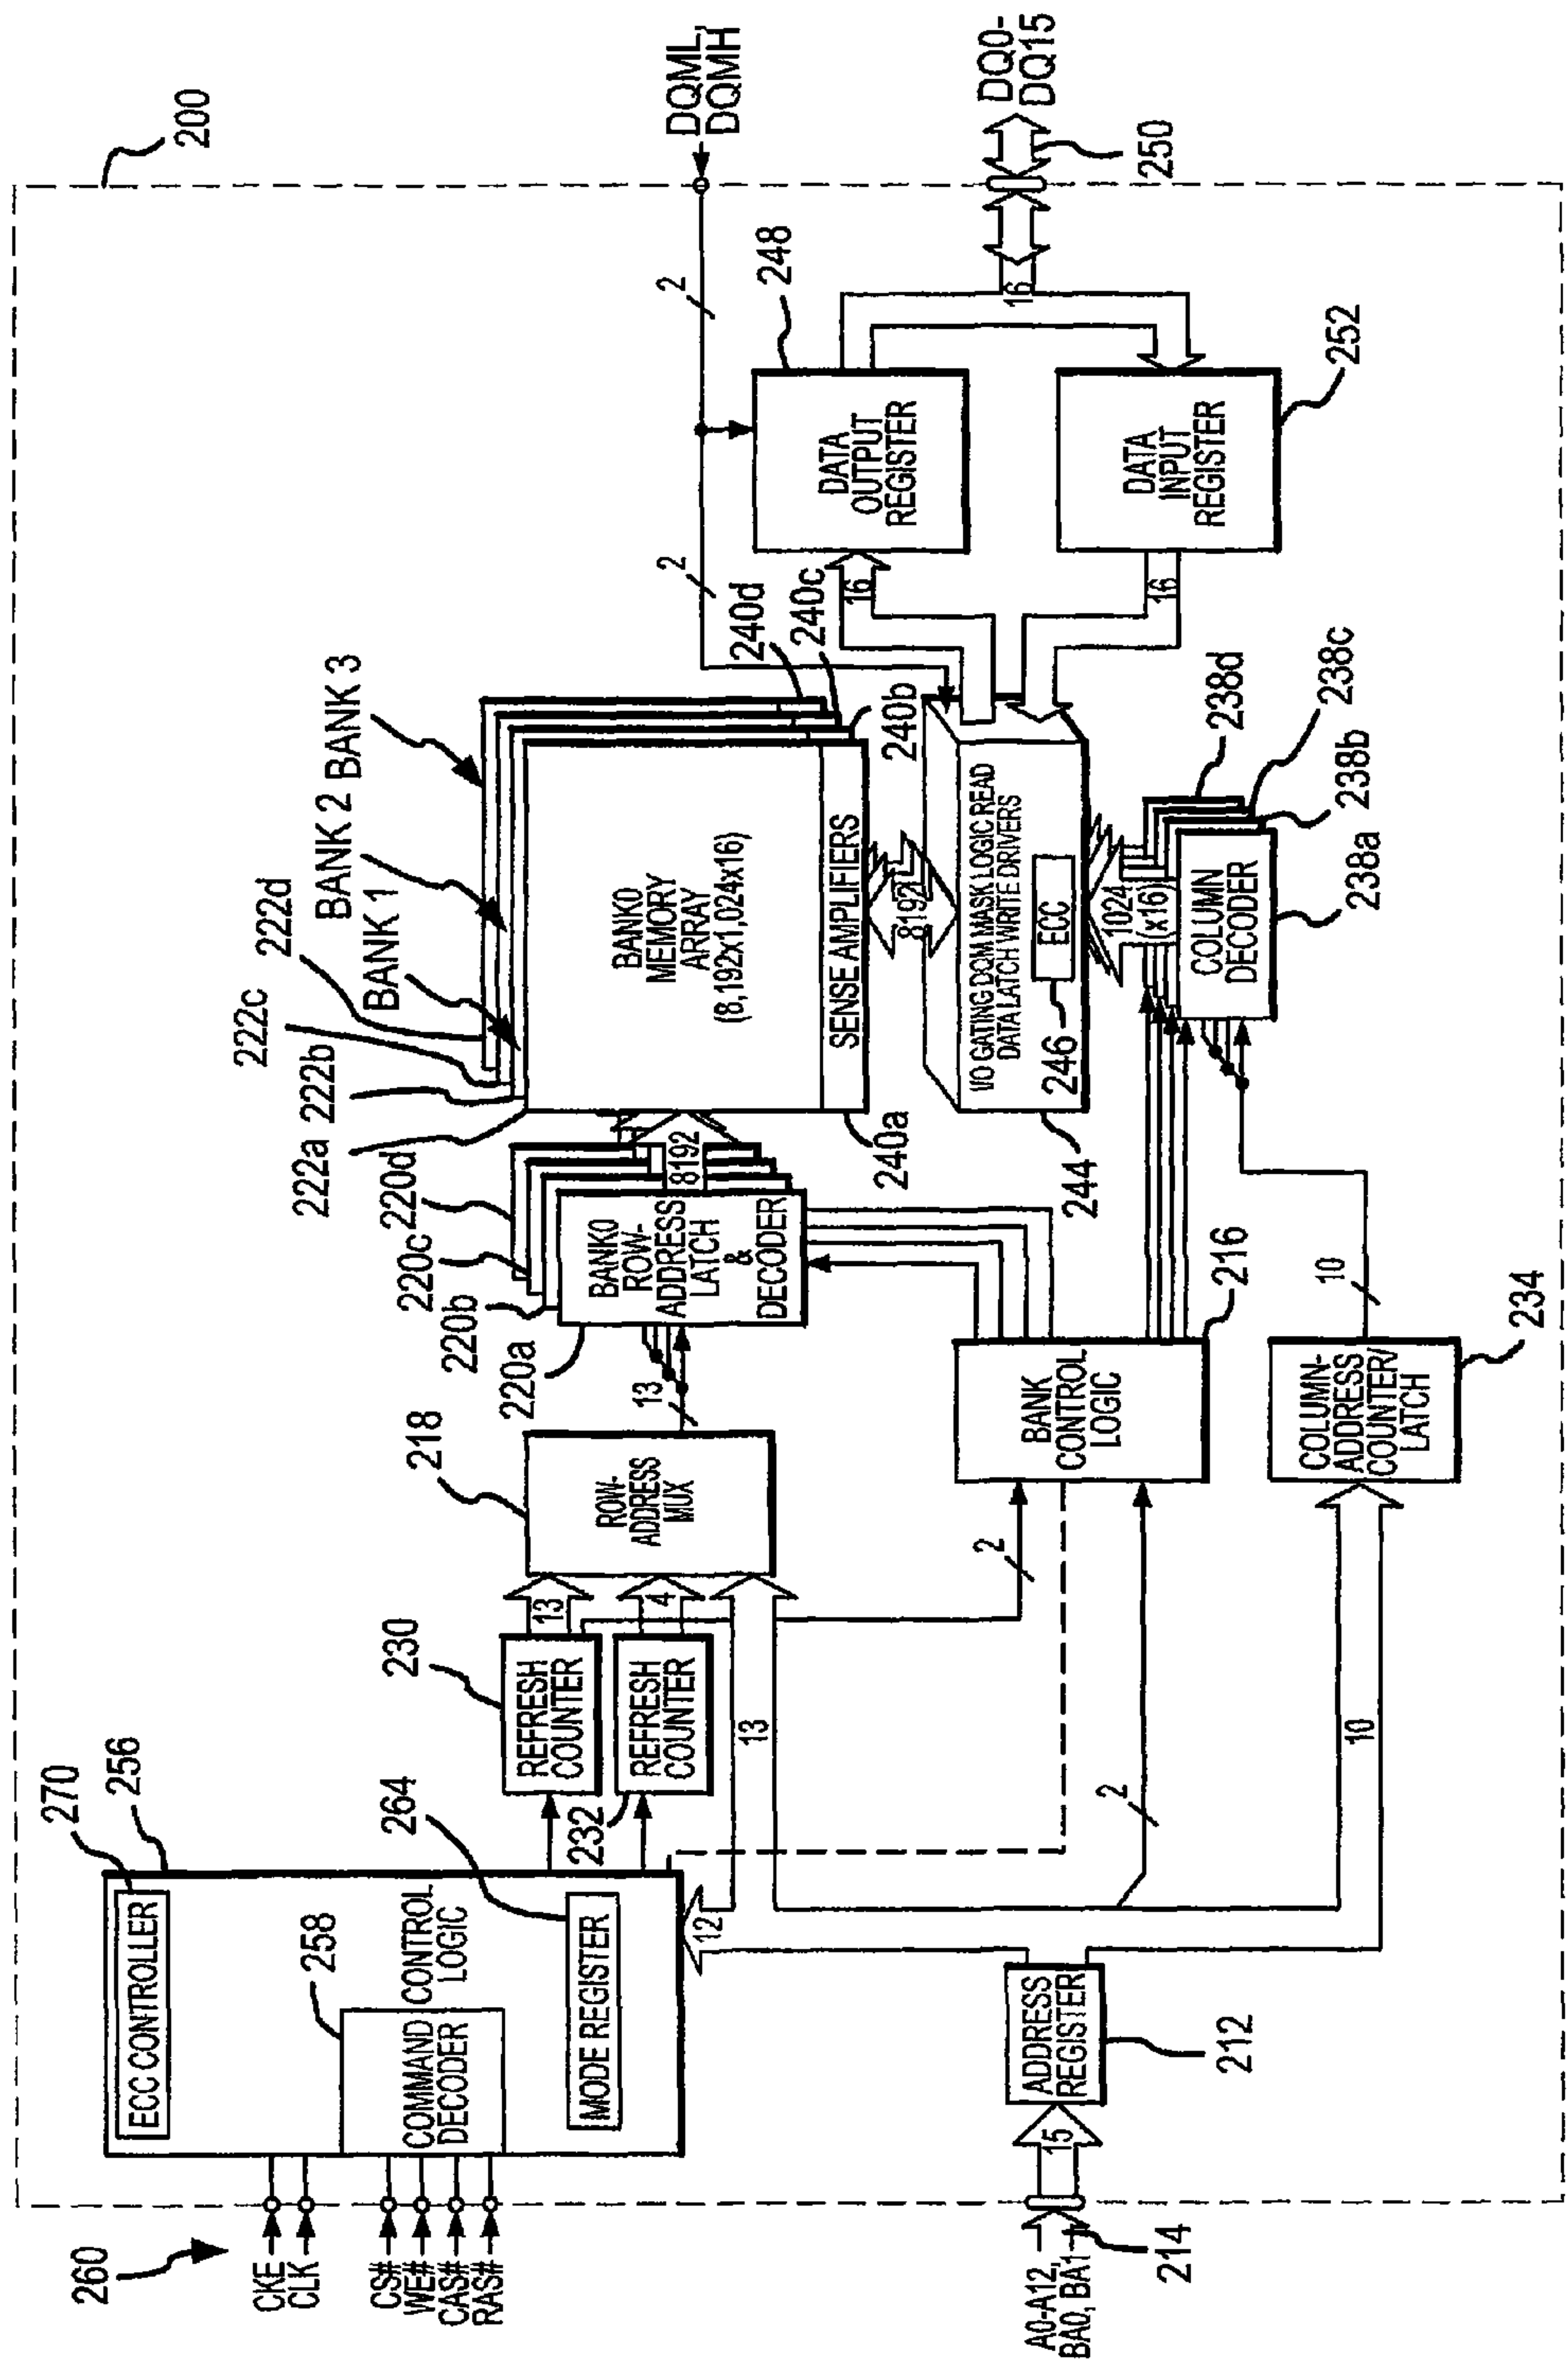 200
260
CKE
CLK
CS#
WE#
CAS#
RAS#
270
256
ECC CONTROLLER
258
COMMAND
DECODER
CONTROL
LOGIC
264
MODE REGISTER
12
A0-A12,
BA0, BA1
214
15
ADDRESS
REGISTER
212
230
REFRESH
COUNTER
13
232
REFRESH
COUNTER
4
13
2
2
10
218
ROW-
ADDRESS
MUX
13
BANK
CONTROL
LOGIC
216
COLUMN-
ADDRESS
COUNTER/
LATCH
234
10
220a
220b
220c
220d
BANK0
ROW-
ADDRESS
LATCH
&
DECODER
8192
222a
222b
222c
222d
BANK 1
BANK 2
BANK 3
BANK0
MEMORY
ARRAY
(8,192x1,024x16)
SENSE AMPLIFIERS
240a
240b
240c
240d
8192
244
I/O GATING DQM MASK LOGIC READ
DATA LATCH WRITE DRIVERS
246
ECC
1024
(x16)
COLUMN
DECODER
238a
238b
238c
238d
2
2
16
16
248
DATA
OUTPUT
REGISTER
DATA
INPUT
REGISTER
252
16
DQML,
DQMH
DQ0-
DQ15
250